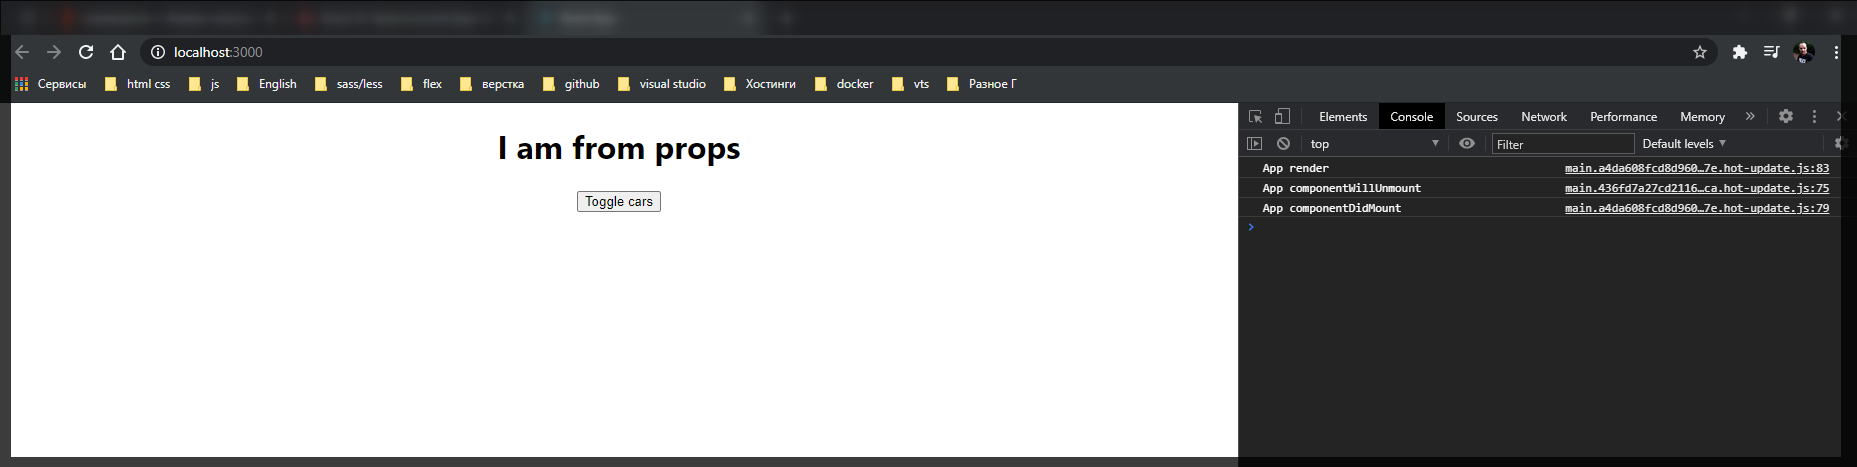 localhost:3000
Сервисы html css js English sass/less flex верстка github visual studio Хостинги docker vts Разное Г
I am from props
Toggle cars
Elements Console Sources Network Performance Memory
top Filter Default levels
App render main.a4da608fcd8d960…7e.hot-update.js:83
App componentWillUnmount main.436fd7a27cd2116…ca.hot-update.js:75
App componentDidMount main.a4da608fcd8d960…7e.hot-update.js:79